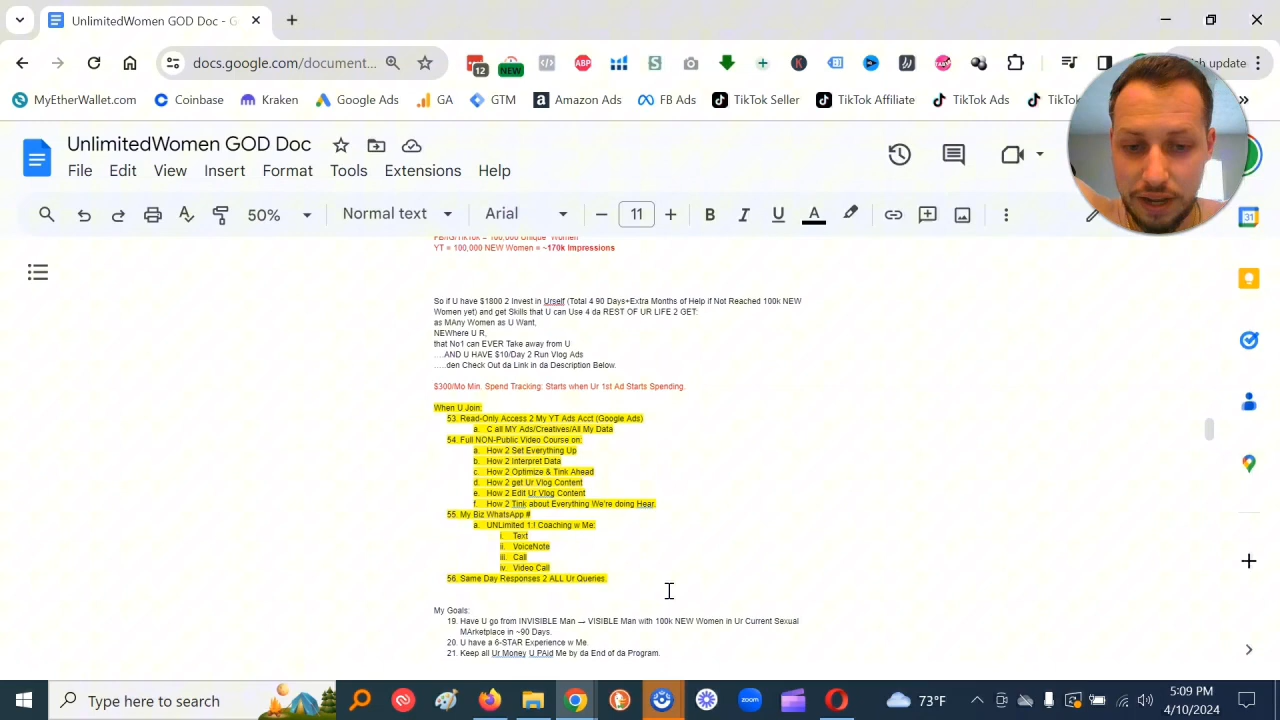 UnlimitedWomen GOD Doc - G
docs.google.com/document...
12
NEW
ABP
ch update
MyEtherWallet.com
Coinbase
Kraken
Google Ads
GA
GTM
Amazon Ads
FB Ads
TikTok Seller
TikTok Affiliate
TikTok Ads
TikTok
UnlimitedWomen GOD Doc
File Edit View Insert Format Tools Extensions Help
50%
Normal text
Arial
11
YT = 100,000 NEW Women = ~170k Impressions
So if U have $1800 2 Invest in Urself (Total 4 90 Days+Extra Months of Help if Not Reached 100k NEW
Women yet) and get Skills that U can Use 4 da REST OF UR LIFE 2 GET:
as MAny Women as U Want,
NEWhere U R,
that No1 can EVER Take away from U
....AND U HAVE $10/Day 2 Run Vlog Ads
.....den Check Out da Link in da Description Below.
$300/Mo Min. Spend Tracking: Starts when Ur 1st Ad Starts Spending.
When U Join:
53. Read-Only Access 2 My YT Ads Acct (Google Ads)
a. C all MY Ads/Creatives/All My Data
54. Full NON-Public Video Course on:
a. How 2 Set Everything Up
b. How 2 Interpret Data
c. How 2 Optimize & Tink Ahead
d. How 2 get Ur Vlog Content
e. How 2 Edit Ur Vlog Content
f. How 2 Tink about Everything We're doing Hear.
55. My Biz WhatsApp #
a. UNLimited 1:1 Coaching w Me:
i. Text
ii. VoiceNote
iii. Call
iv. Video Call
56. Same Day Responses 2 ALL Ur Queries.
My Goals:
19. Have U go from INVISIBLE Man → VISIBLE Man with 100k NEW Women in Ur Current Sexual
MArketplace in ~90 Days.
20. U have a 6-STAR Experience w Me.
21. Keep all Ur Money U PAid Me by da End of da Program.
Type here to search
zoom
73°F
5:09 PM
4/10/2024